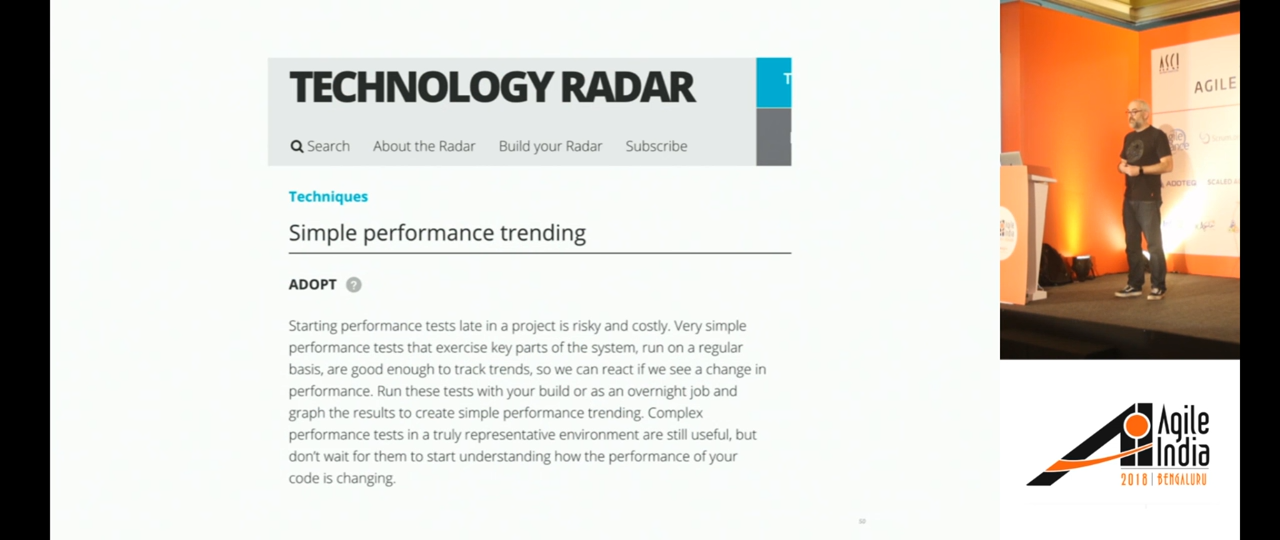 TECHNOLOGY RADAR
Search About the Radar Build your Radar Subscribe
Techniques
Simple performance trending
ADOPT ?
Starting performance tests late in a project is risky and costly. Very simple
performance tests that exercise key parts of the system, run on a regular
basis, are good enough to track trends, so we can react if we see a change in
performance. Run these tests with your build or as an overnight job and
graph the results to create simple performance trending. Complex
performance tests in a truly representative environment are still useful, but
don't wait for them to start understanding how the performance of your
code is changing.
ASCI
AGILE
ADDTEQ
SCALED A
Agile
India
2018 | BENGALURU